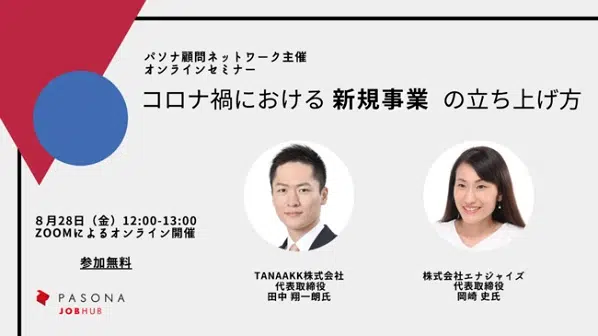 パソナ顧問ネットワーク主催
オンラインセミナー
コロナ禍における 新規事業 の立ち上げ方
8月28日（金）12:00-13:00
ZOOMによるオンライン開催
参加無料
PASONA
JOB HUB
TANAAKK株式会社
代表取締役
田中 翔一朗氏
株式会社エナジャイズ
代表取締役
岡崎 史氏